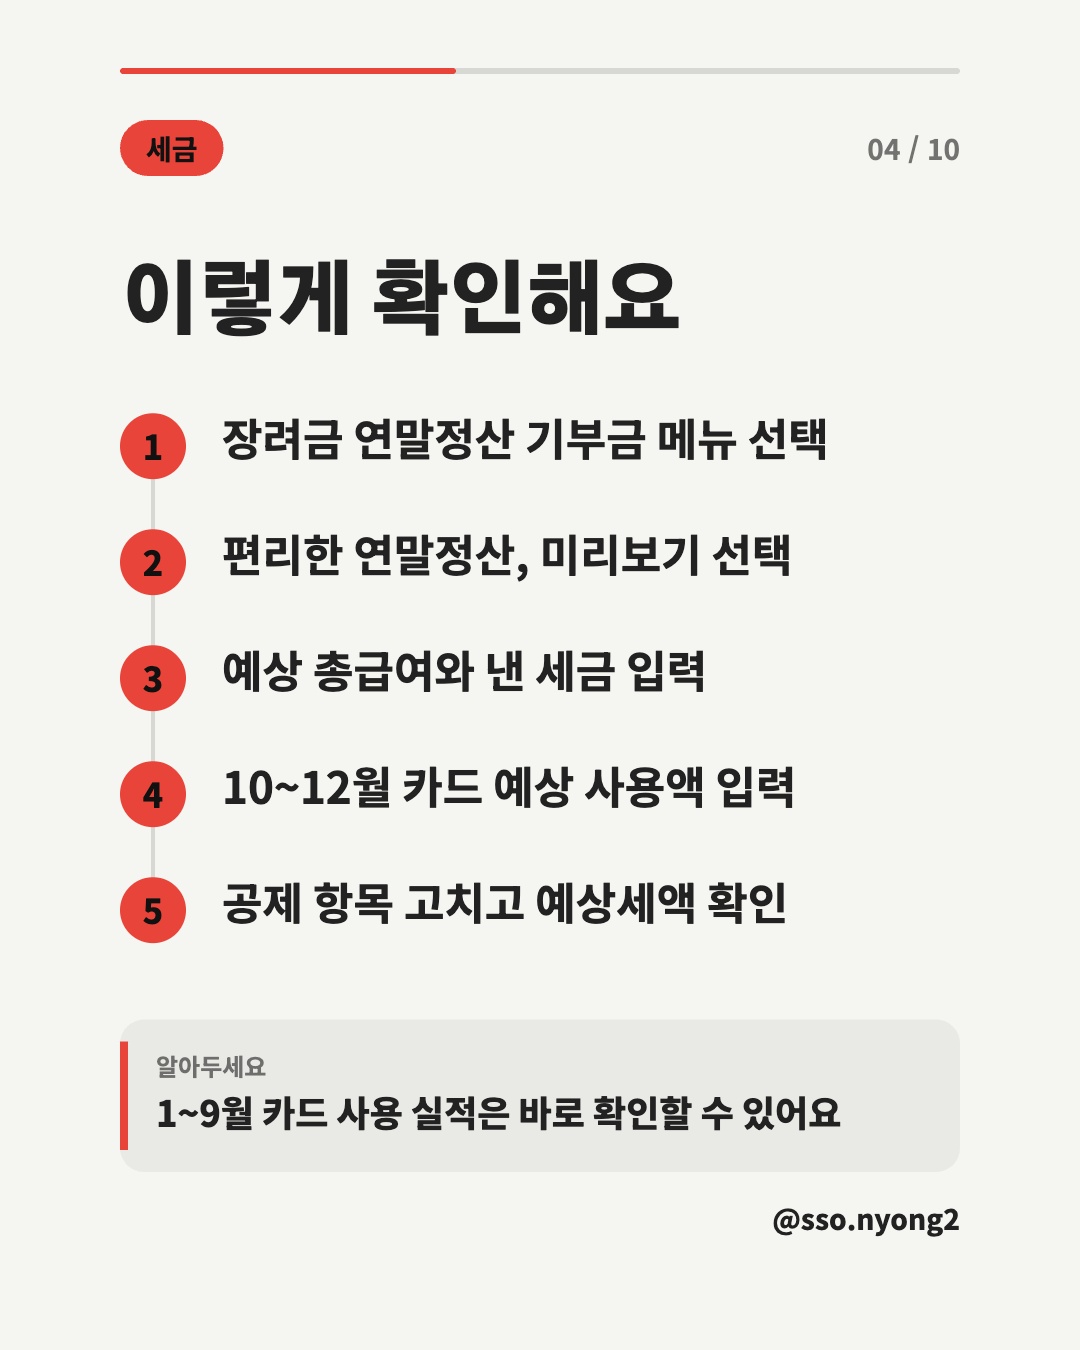 세금
04 / 10
이렇게 확인해요
1 장려금 연말정산 기부금 메뉴 선택
2 편리한 연말정산, 미리보기 선택
3 예상 총급여와 낸 세금 입력
4 10~12월 카드 예상 사용액 입력
5 공제 항목 고치고 예상세액 확인
알아두세요
1~9월 카드 사용 실적은 바로 확인할 수 있어요
@sso.nyong2